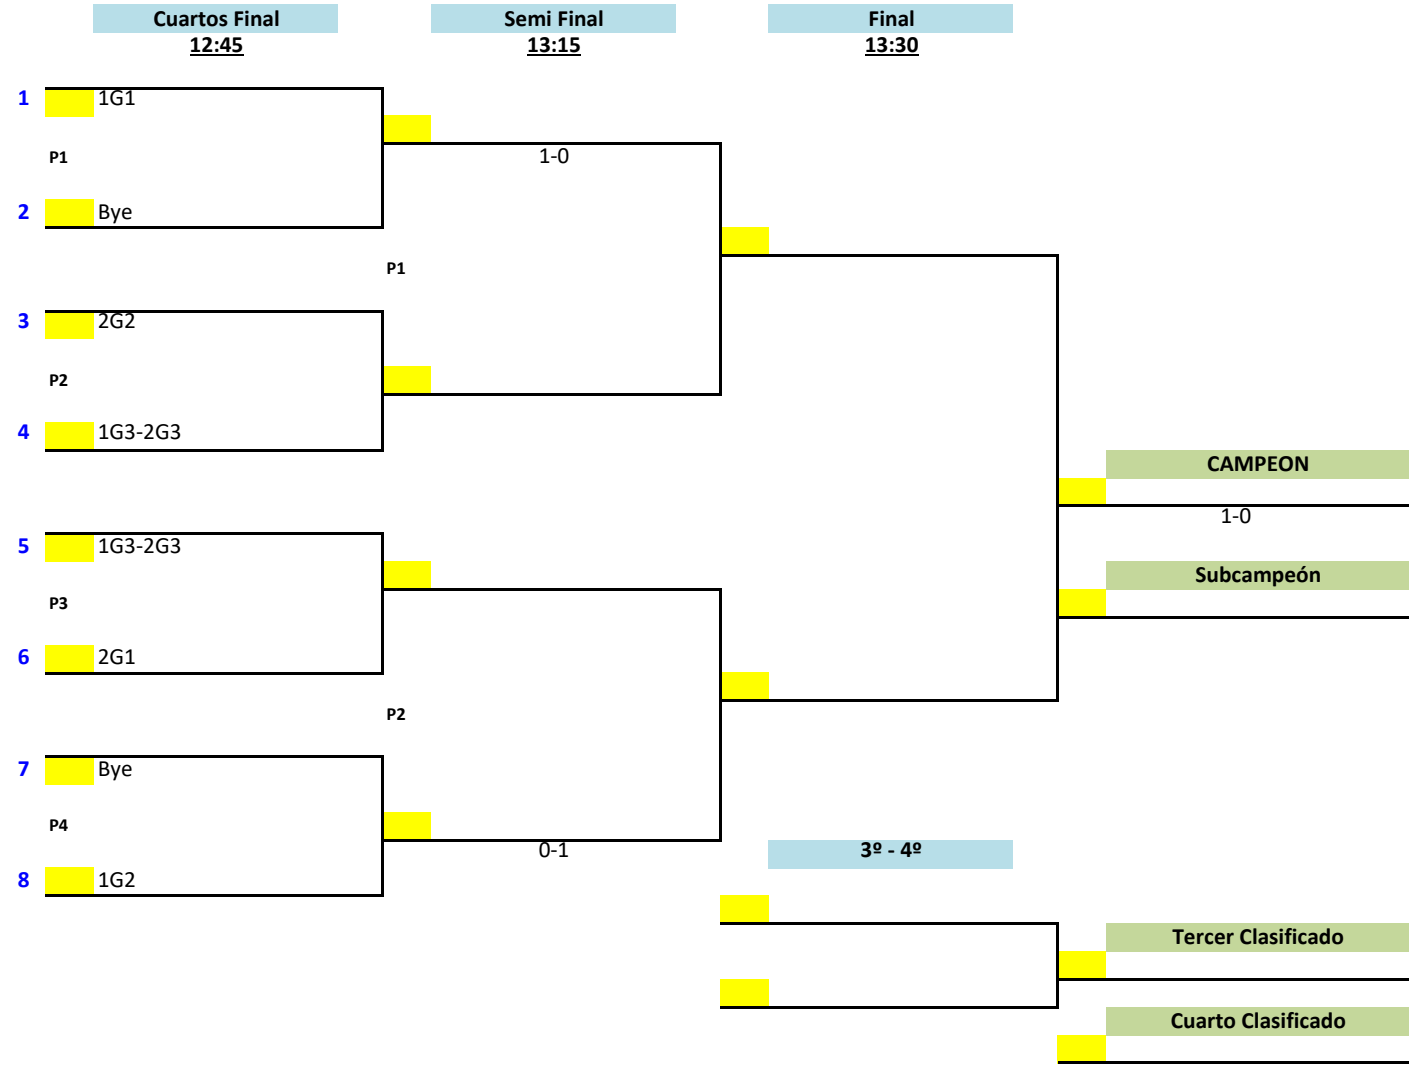 Cuartos Final Semi Final Final
12:45 13:15 13:30
1 1G1
P1 1-0
2 Bye
P1
3 2G2
P2
4 1G3-2G3
CAMPEON
1-0
5 1G3-2G3
Subcampeón
P3
6 2G1
P2
7 Bye
P4
0-1 3º - 4º
8 1G2
Tercer Clasificado
Cuarto Clasificado